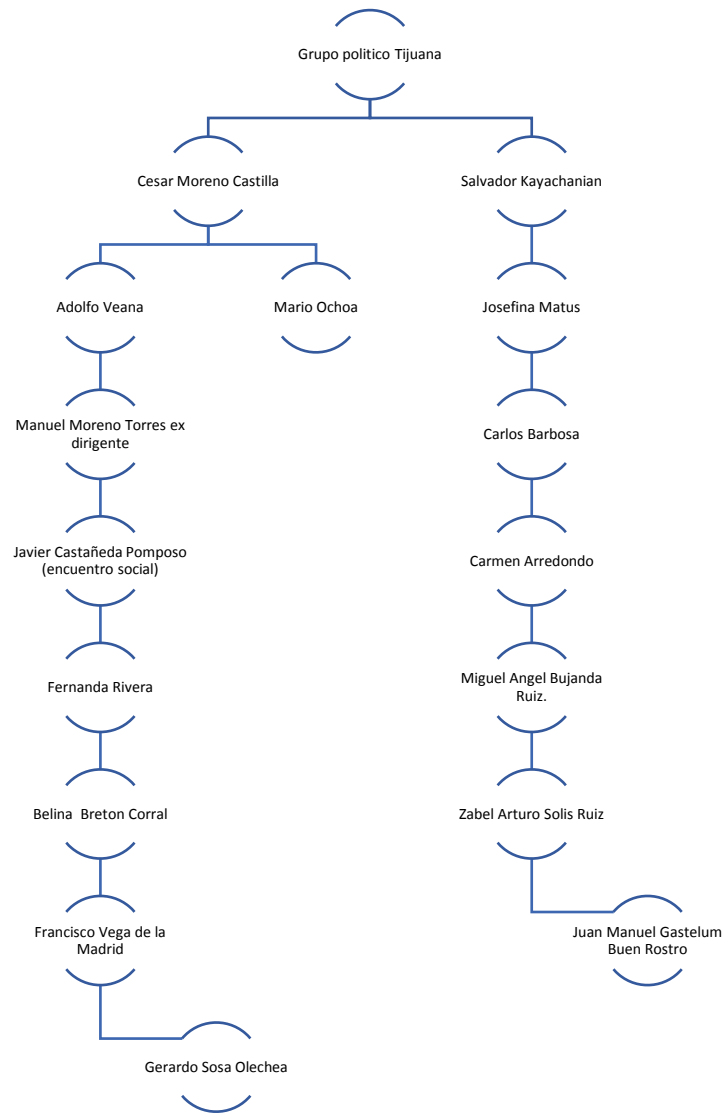 Grupo politico Tijuana
Cesar Moreno Castilla
Salvador Kayachanian
Adolfo Veana
Mario Ochoa
Josefina Matus
Manuel Moreno Torres ex
dirigente
Carlos Barbosa
Javier Castañeda Pomposo
(encuentro social)
Carmen Arredondo
Fernanda Rivera
Miguel Angel Bujanda
Ruiz.
Belina  Breton Corral
Zabel Arturo Solis Ruiz
Francisco Vega de la
Madrid
Juan Manuel Gastelum
Buen Rostro
Gerardo Sosa Olechea